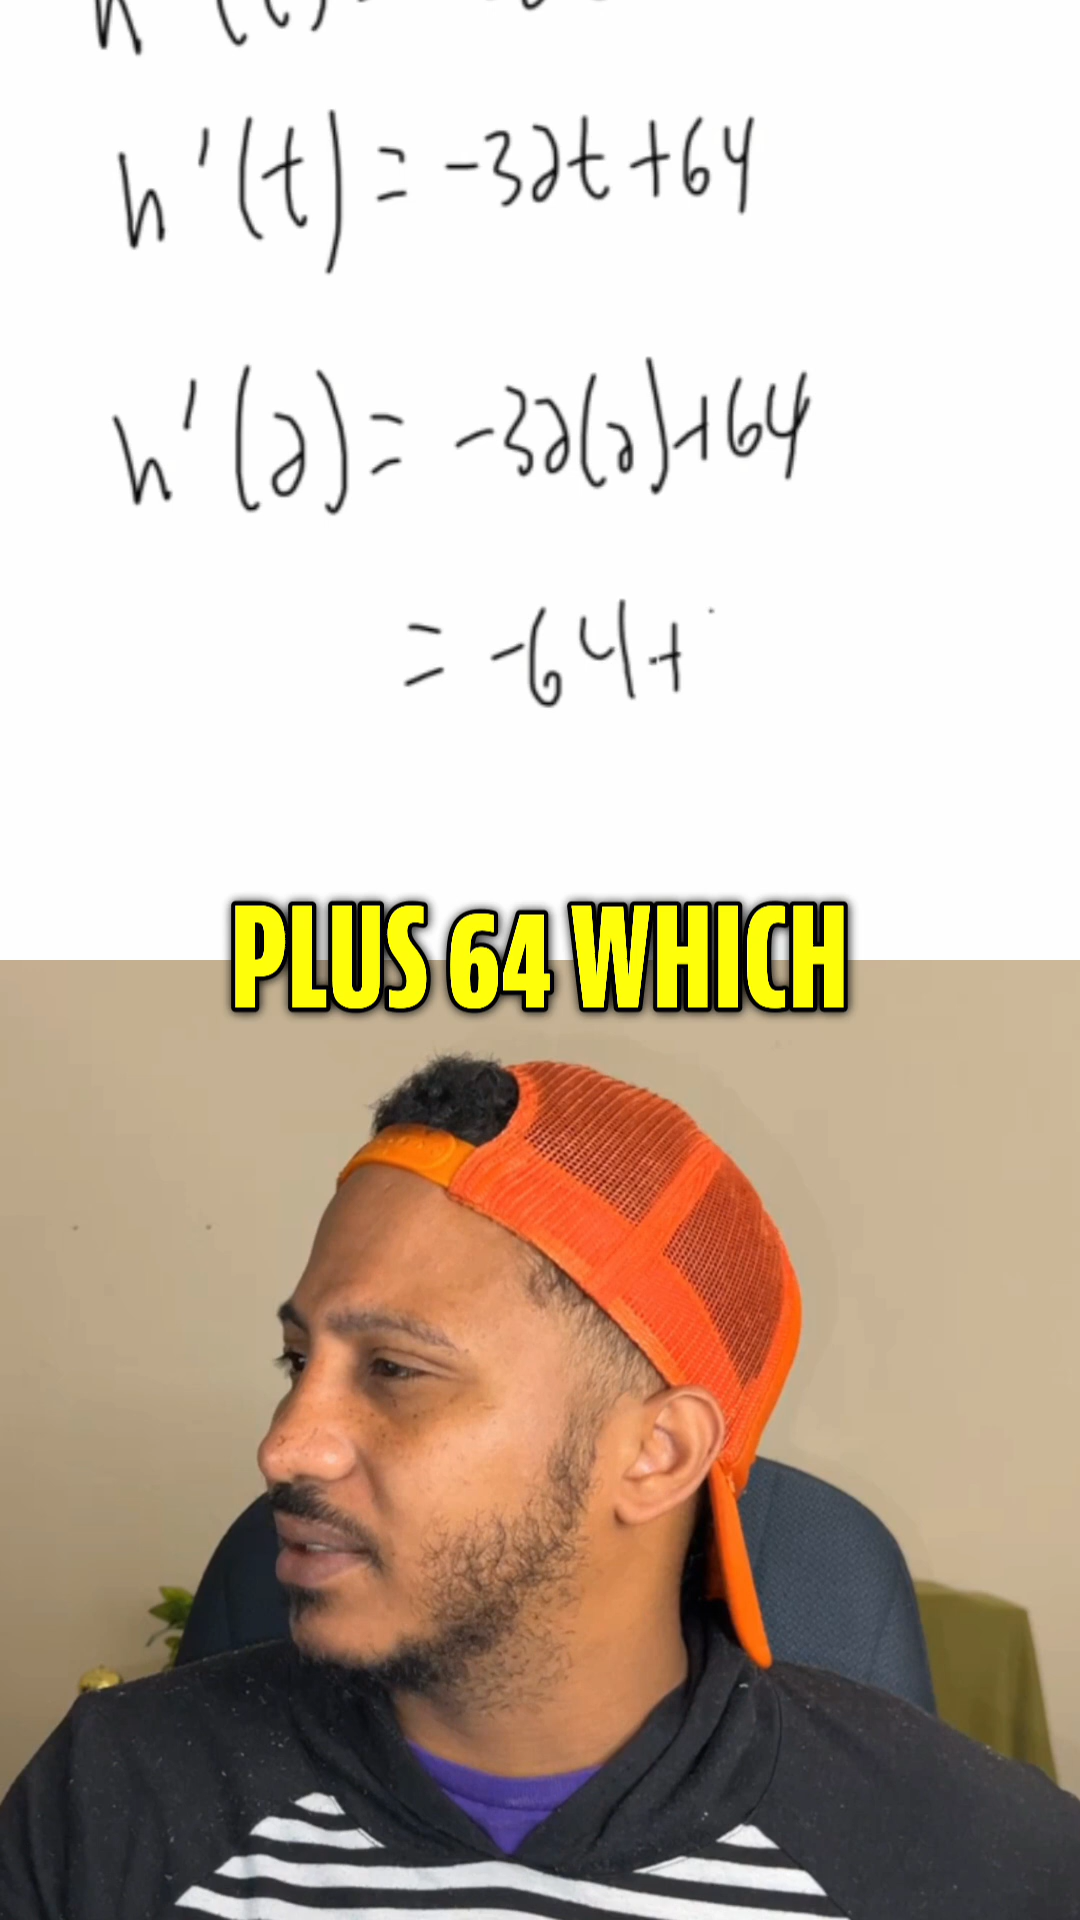 h'(t) = -32t + 64
h'(2) = -32(2) + 64
= -64 +
PLUS 64 WHICH